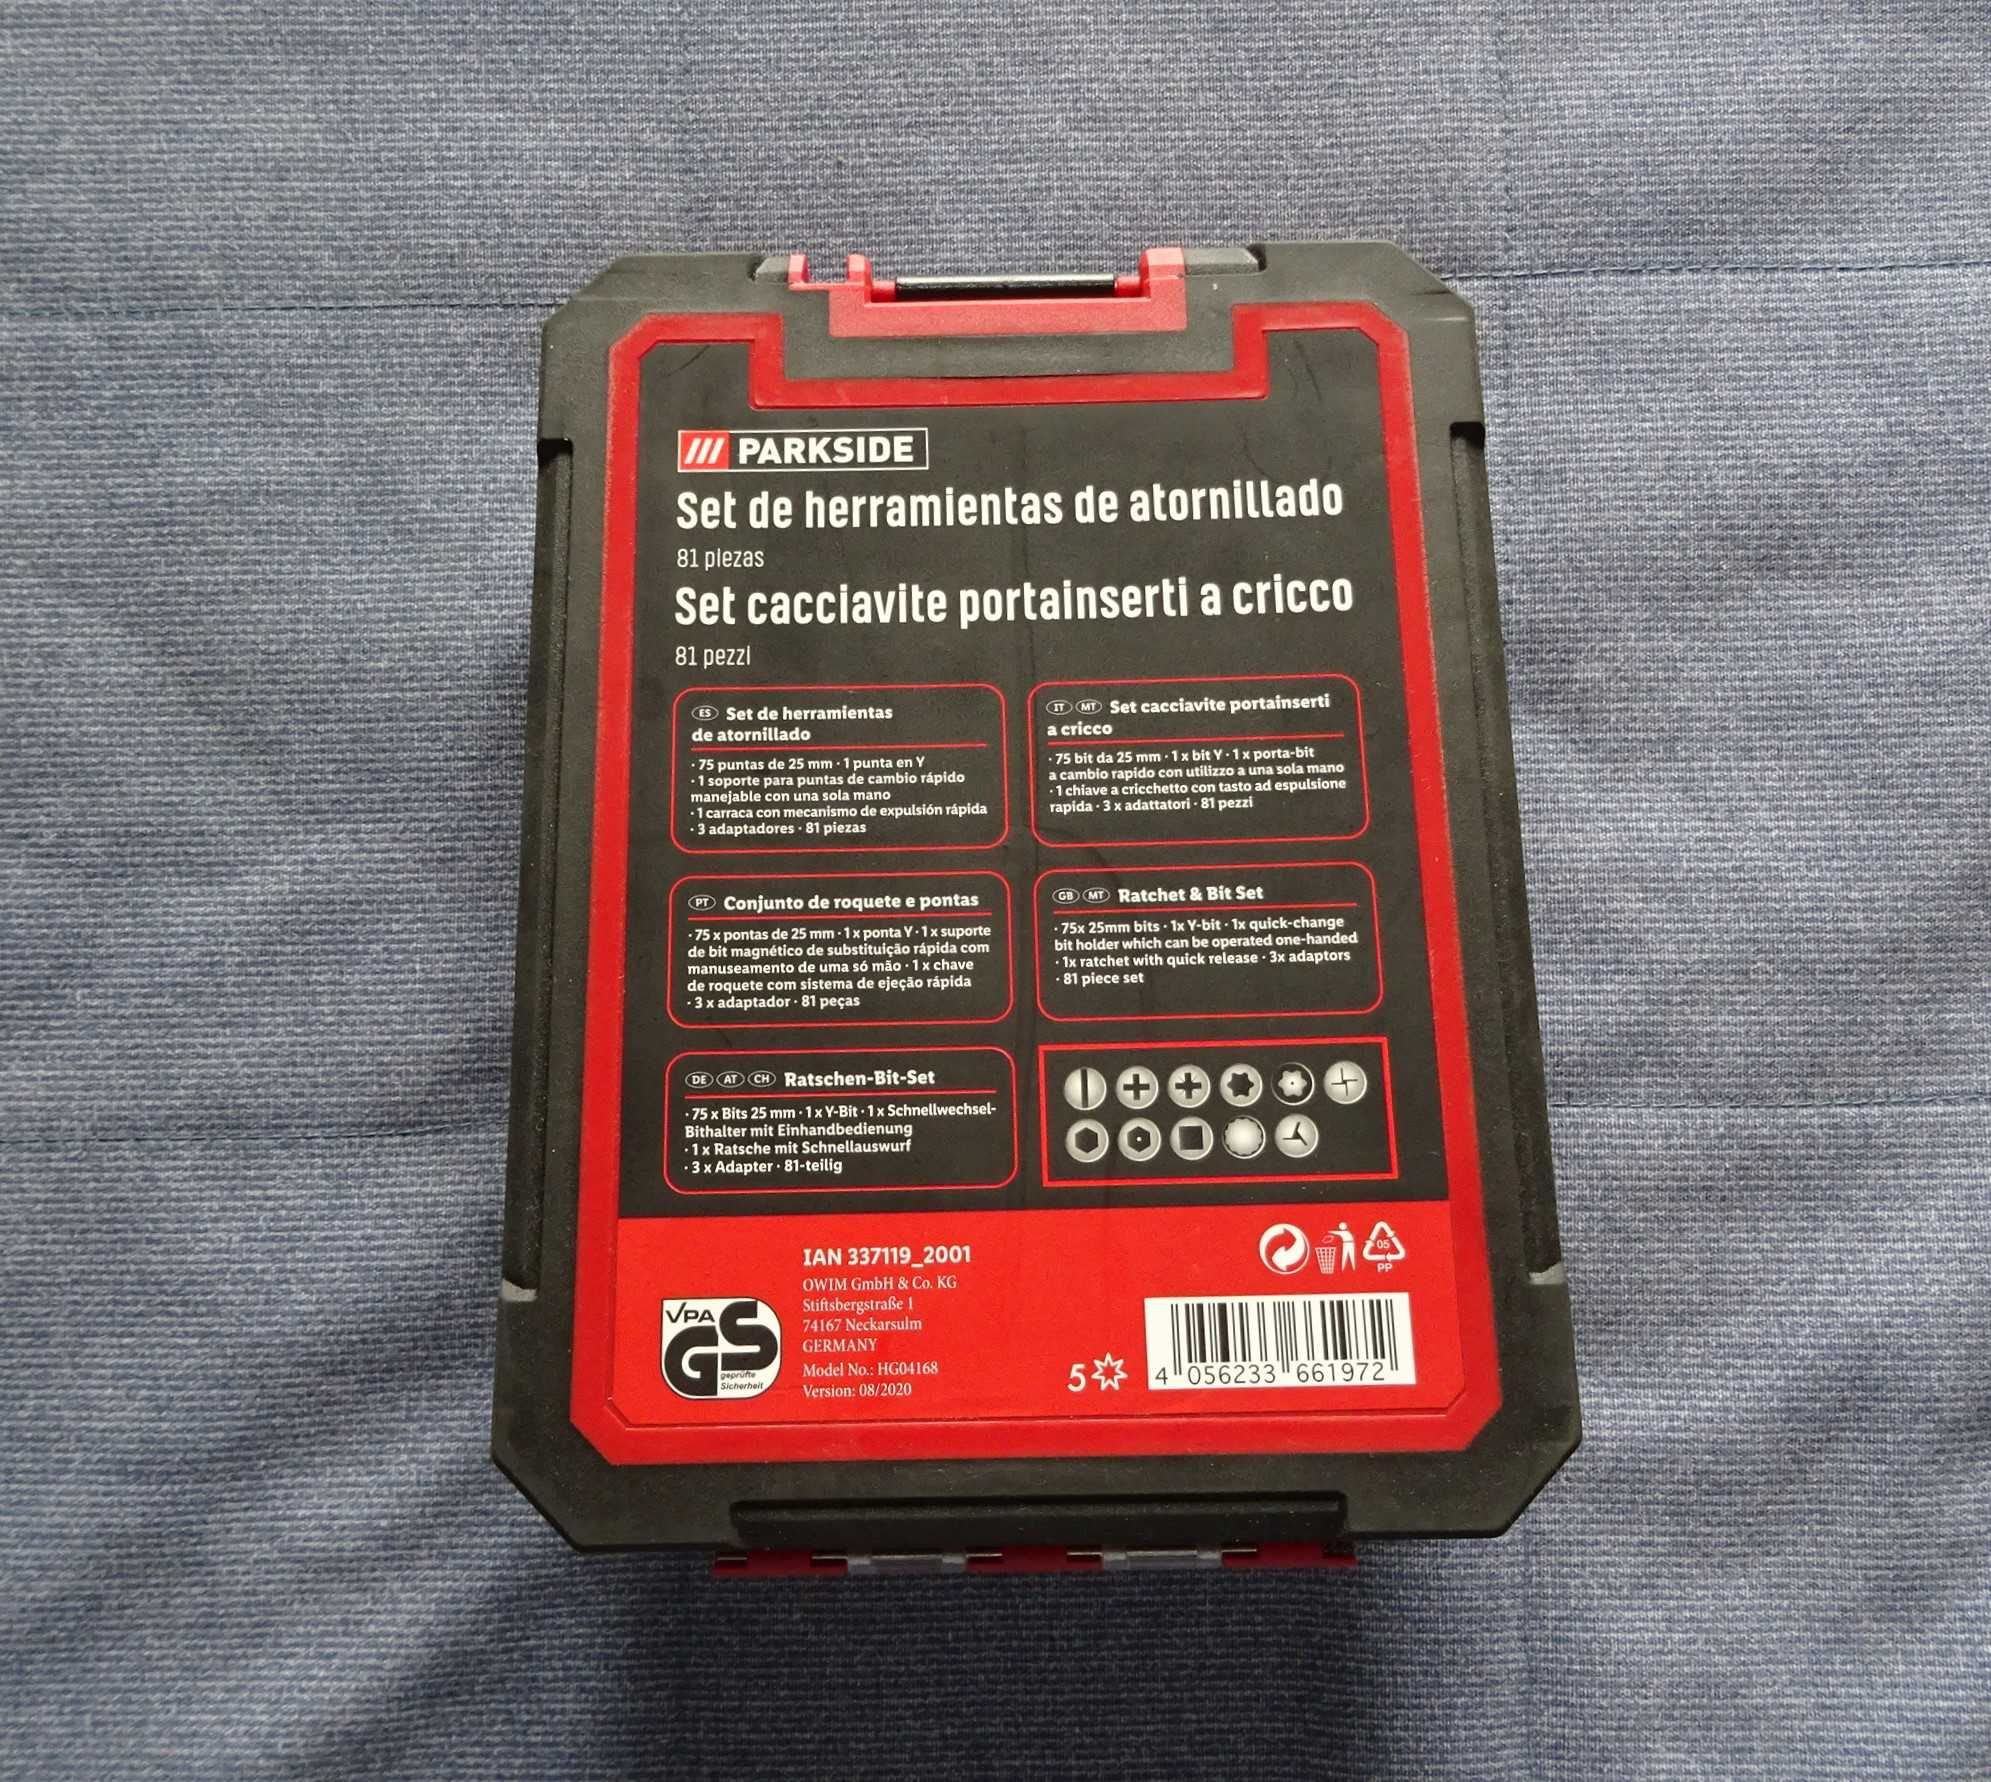 PARKSIDE
Set de herramientas de atornillado
81 piezas
Set cacciavite portainserti a cricco
81 pezzi
ES Set de herramientas
de atornillado
· 75 puntas de 25 mm · 1 punta en Y
· 1 soporte para puntas de cambio rápido
manejable con una sola mano
· 1 carraca con mecanismo de expulsión rápida
· 3 adaptadores · 81 piezas
IT MT Set cacciavite portainserti
a cricco
· 75 bit da 25 mm · 1 x bit Y · 1 x porta-bit
a cambio rapido con utilizzo a una sola mano
· 1 chiave a cricchetto con tasto ad espulsione
rapida · 3 x adattatori · 81 pezzi
PT Conjunto de roquete e pontas
· 75 x pontas de 25 mm · 1 x ponta Y · 1 x suporte
de bit magnético de substituição rápida com
manuseamento de uma só mão · 1 x chave
de roquete com sistema de ejeção rápida
· 3 x adaptador · 81 peças
GB MT Ratchet & Bit Set
· 75x 25mm bits · 1x Y-bit · 1x quick-change
bit holder which can be operated one-handed
· 1x ratchet with quick release · 3x adaptors
· 81 piece set
DE AT CH Ratschen-Bit-Set
· 75 x Bits 25 mm · 1 x Y-Bit · 1 x Schnellwechsel-
Bithalter mit Einhandbedienung
· 1 x Ratsche mit Schnellauswurf
· 3 x Adapter · 81-teilig
IAN 337119_2001
OWIM GmbH & Co. KG
Stiftsbergstraße 1
74167 Neckarsulm
GERMANY
Model No.: HG04168
Version: 08/2020
VPA
GS
geprüfte
Sicherheit
05
PP
5
4 056233 661972